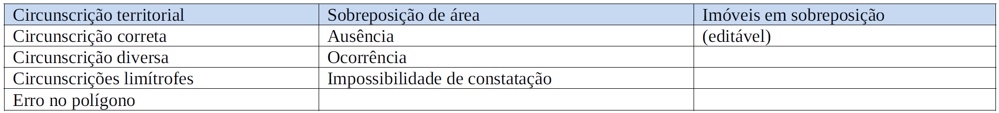 Circunscrição territorial Sobreposição de área Imóveis em sobreposição
Circunscrição correta Ausência (editável)
Circunscrição diversa Ocorrência
Circunscrições limítrofes Impossibilidade de constatação
Erro no polígono